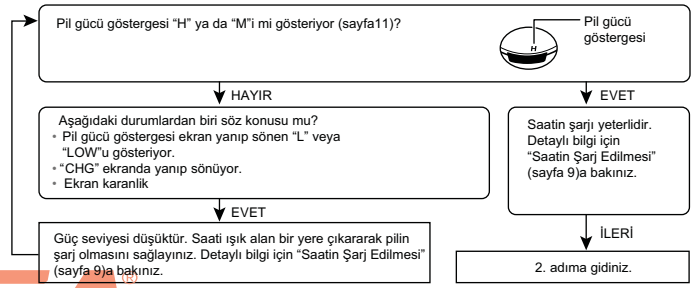 Pil gücü göstergesi “H” ya da “M”i mi gösteriyor (sayfa11)?
H
Pil gücü
göstergesi
HAYIR
EVET
Aşağıdaki durumlardan biri söz konusu mu?
• Pil gücü göstergesi ekran yanıp sönen “L” veya
“LOW”u gösteriyor.
• “CHG” ekranda yanıp sönüyor.
• Ekran karanlik
Saatin şarjı yeterlidir.
Detaylı bilgi için
“Saatin Şarj Edilmesi”
(sayfa 9)a bakınız.
EVET
İLERİ
Güç seviyesi düşüktür. Saati ışık alan bir yere çıkararak pilin
şarj olmasını sağlayınız. Detaylı bilgi için “Saatin Şarj Edilmesi”
(sayfa 9)a bakınız.
2. adıma gidiniz.
®